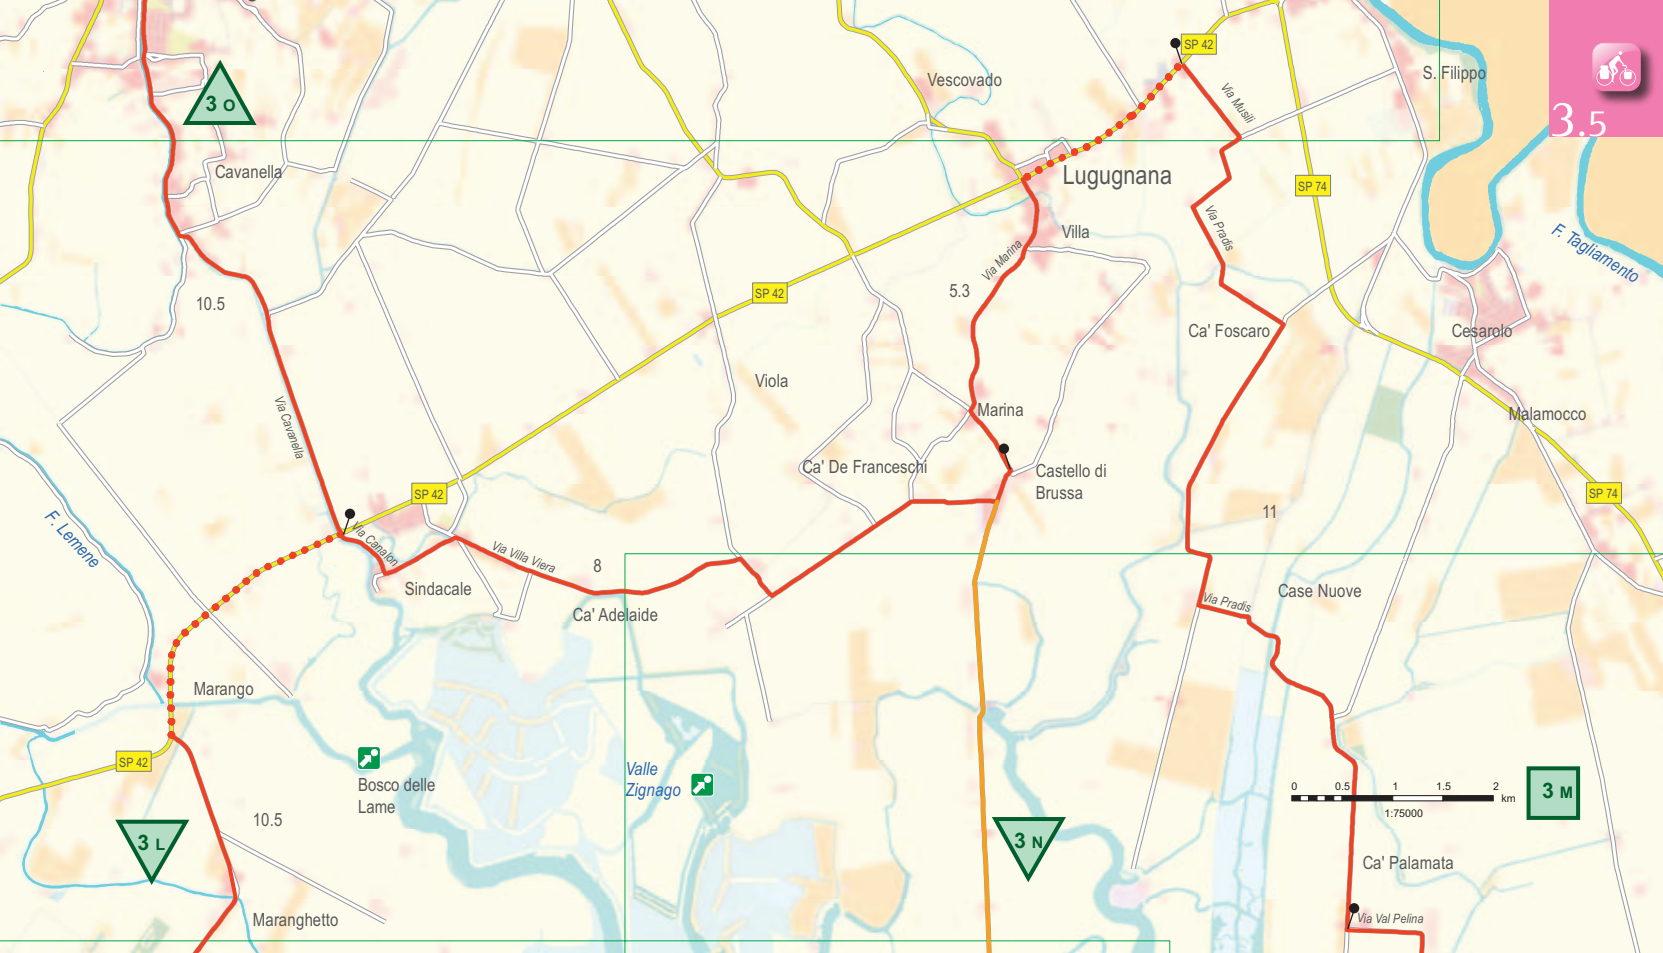 SP 42
S. Filippo
3.5
Vescovado
Via Musili
3 O
Cavanella
Lugugnana
SP 74
Via Pradis
Villa
F. Tagliamento
Via Marina
10.5
SP 42
5.3
Ca' Foscaro
Cesarolo
Viola
Via Cavanella
Marina
Malamocco
Ca' De Franceschi
Castello di
Brussa
SP 42
SP 74
11
F. Lemene
Via Canalon
Via Villa Viera
8
Sindacale
Ca' Adelaide
Case Nuove
Via Pradis
Marango
SP 42
Valle
Zignago
Bosco delle
Lame
0 0.5 1 1.5 2
km
1:75000
3 M
10.5
3 L
3 N
Ca' Palamata
Maranghetto
Via Val Pelina